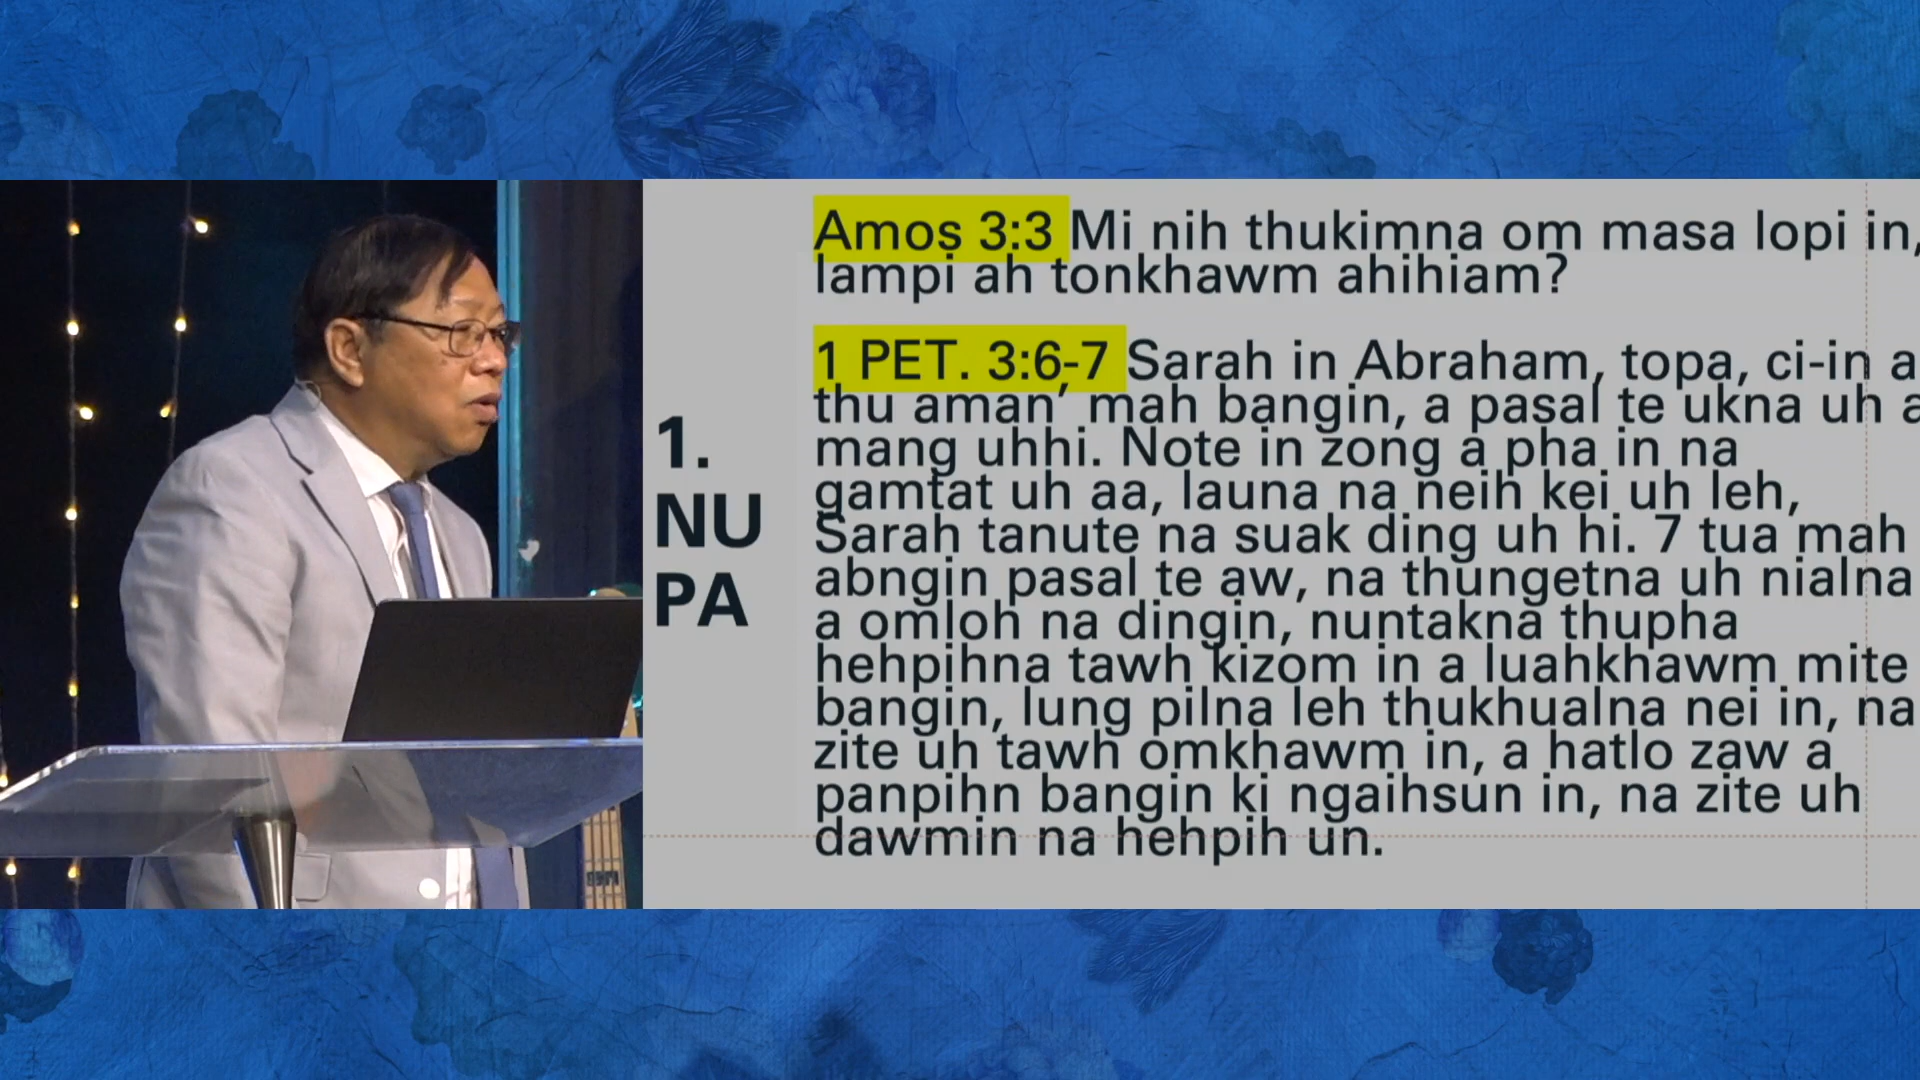 Amos 3:3 Mi nih thukimna om masa lopi in,
lampi ah tonkhawm ahihiam?
1 PET. 3:6-7 Sarah in Abraham, topa, ci-in a
thu aman’ mah bangin, a pasal te ukna uh a
mang uhhi. Note in zong a pha in na
gamtat uh aa, launa na neih kei uh leh,
Sarah tanute na suak ding uh hi. 7 tua mah
abngin pasal te aw, na thungetna uh nialna
a omloh na dingin, nuntakna thupha
hehpihna tawh kizom in a luahkhawm mite
bangin, lung pilna leh thukhualna nei in, na
zite uh tawh omkhawm in, a hatlo zaw a
panpihn bangin ki ngaihsun in, na zite uh
dawmin na hehpih un.
1.
NU
PA